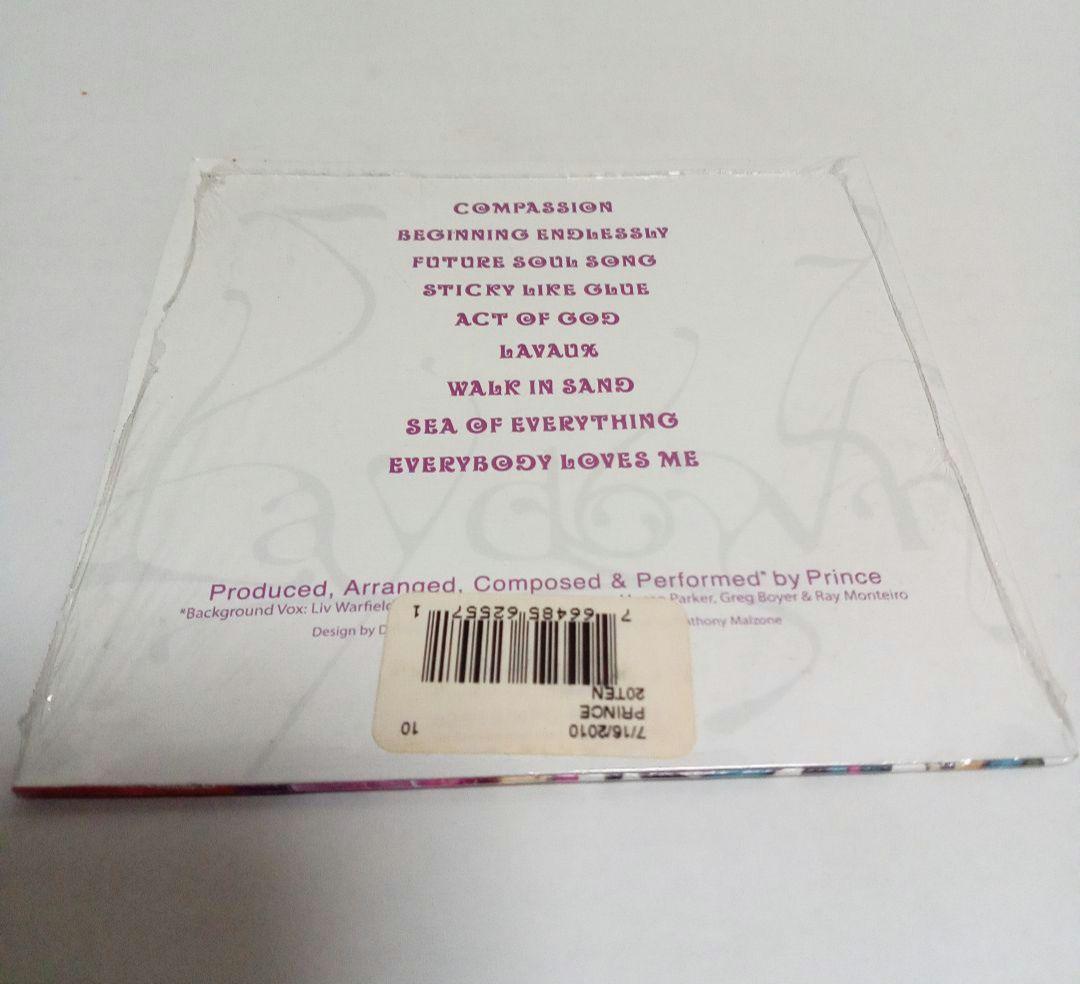 COMPASSION
BEGINNING ENDLESSLY
FUTURE SOUL SONG
STICKY LIKE GLUE
ACT OF GOD
LAVAUX
WALK IN SAND
SEA OF EVERYTHING
EVERYBODY LOVES ME
Laydown
Produced, Arranged, Composed & Performed* by Prince
*Background Vox: Liv Warfield Parker, Greg Boyer & Ray Monteiro
Design by Malzone
7/16/2010 10
PRINCE
20TEN
7 66485 62557 1